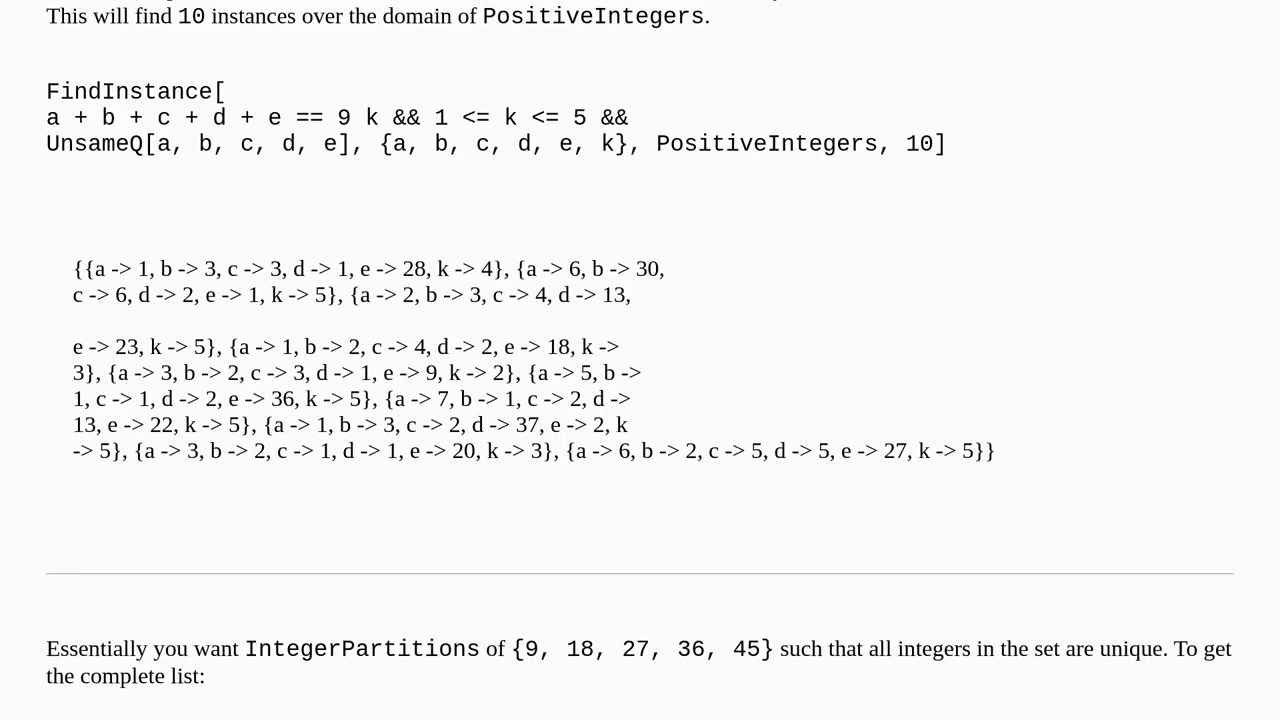 This will find 10 instances over the domain of PositiveIntegers.
FindInstance[
a + b + c + d + e == 9 k && 1 <= k <= 5 &&
UnsameQ[a, b, c, d, e], {a, b, c, d, e, k}, PositiveIntegers, 10]
{{a -> 1, b -> 3, c -> 3, d -> 1, e -> 28, k -> 4}, {a -> 6, b -> 30,
c -> 6, d -> 2, e -> 1, k -> 5}, {a -> 2, b -> 3, c -> 4, d -> 13,
e -> 23, k -> 5}, {a -> 1, b -> 2, c -> 4, d -> 2, e -> 18, k ->
3}, {a -> 3, b -> 2, c -> 3, d -> 1, e -> 9, k -> 2}, {a -> 5, b ->
1, c -> 1, d -> 2, e -> 36, k -> 5}, {a -> 7, b -> 1, c -> 2, d ->
13, e -> 22, k -> 5}, {a -> 1, b -> 3, c -> 2, d -> 37, e -> 2, k
-> 5}, {a -> 3, b -> 2, c -> 1, d -> 1, e -> 20, k -> 3}, {a -> 6, b -> 2, c -> 5, d -> 5, e -> 27, k -> 5}}
Essentially you want IntegerPartitions of {9, 18, 27, 36, 45} such that all integers in the set are unique. To get
the complete list: